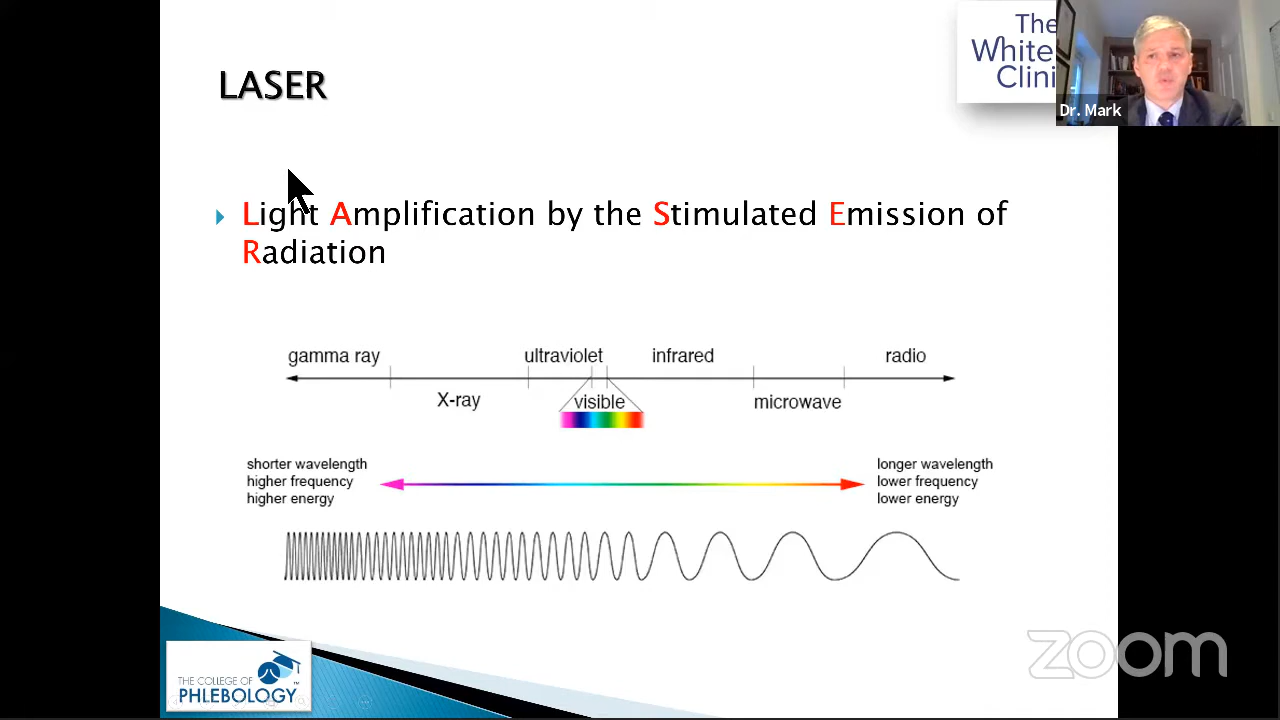 The
White
Clini
Dr. Mark
LASER
Light Amplification by the Stimulated Emission of
Radiation
gamma ray
ultraviolet
infrared
radio
X-ray
visible
microwave
shorter wavelength
higher frequency
higher energy
longer wavelength
lower frequency
lower energy
THE COLLEGE OF
PHLEBOLOGY
TM
zoom